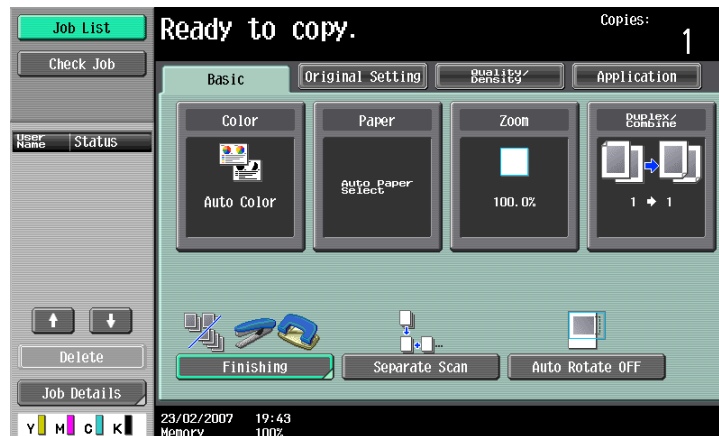 Job List
Check Job
User Name Status
Delete
Job Details
Y M C K
Ready to copy.
Copies:
1
Basic
Original Setting
Quality/
Density
Application
Color
Auto Color
Paper
Auto Paper
Select
Zoom
100.0%
Duplex/
Combine
1 → 1
Finishing
Separate Scan
Auto Rotate OFF
23/02/2007 19:43
Memory 100%